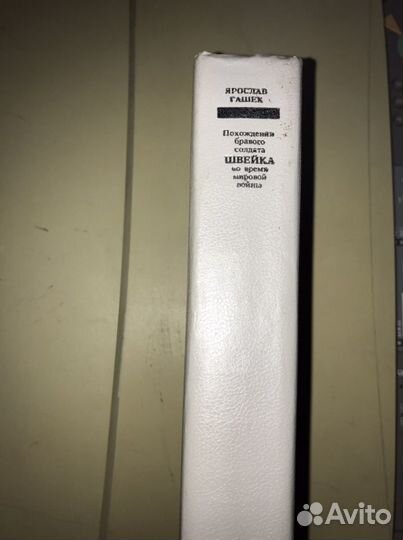 ЯРОСЛАВ
ГАШЕК
Похождения
бравого
солдата
ШВЕЙКА
во время
мировой
войны
Avito